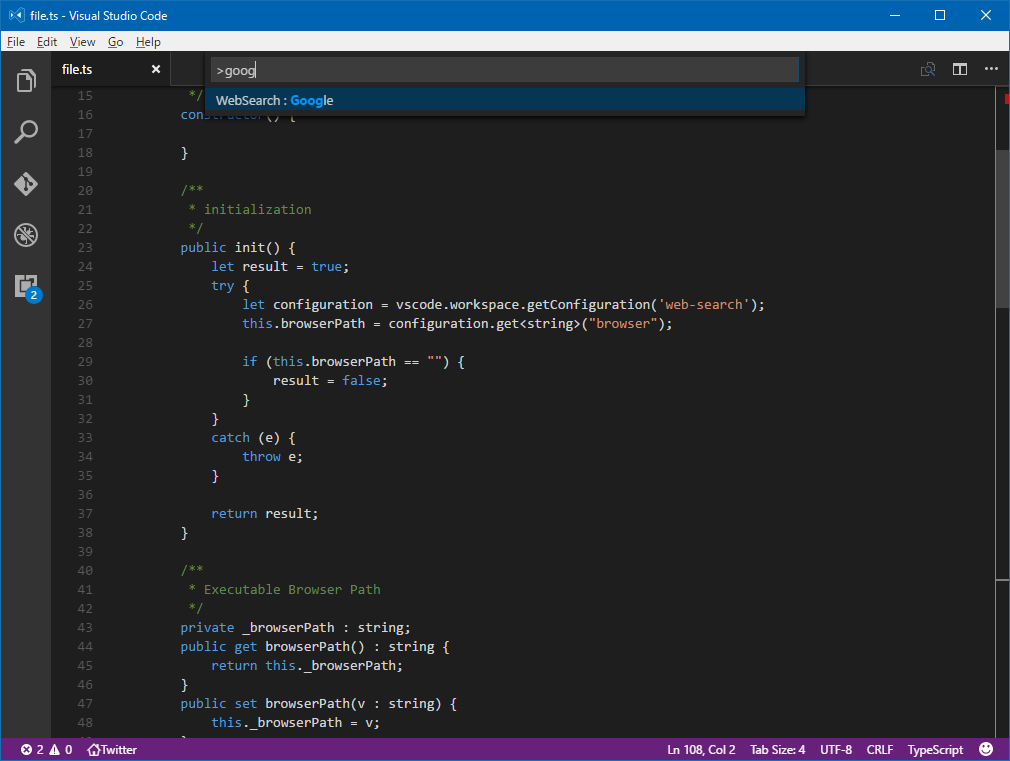 file.ts - Visual Studio Code
File Edit View Go Help
file.ts
>goog
WebSearch : Google
15 */
16 constructor() {
17
18 }
19
20 /**
21 * initialization
22 */
23 public init() {
24 let result = true;
25 try {
26 let configuration = vscode.workspace.getConfiguration('web-search');
27 this.browserPath = configuration.get<string>("browser");
28
29 if (this.browserPath == "") {
30 result = false;
31 }
32 }
33 catch (e) {
34 throw e;
35 }
36
37 return result;
38 }
39
40 /**
41 * Executable Browser Path
42 */
43 private _browserPath : string;
44 public get browserPath() : string {
45 return this._browserPath;
46 }
47 public set browserPath(v : string) {
48 this._browserPath = v;
2
2 0 Twitter Ln 108, Col 2 Tab Size: 4 UTF-8 CRLF TypeScript